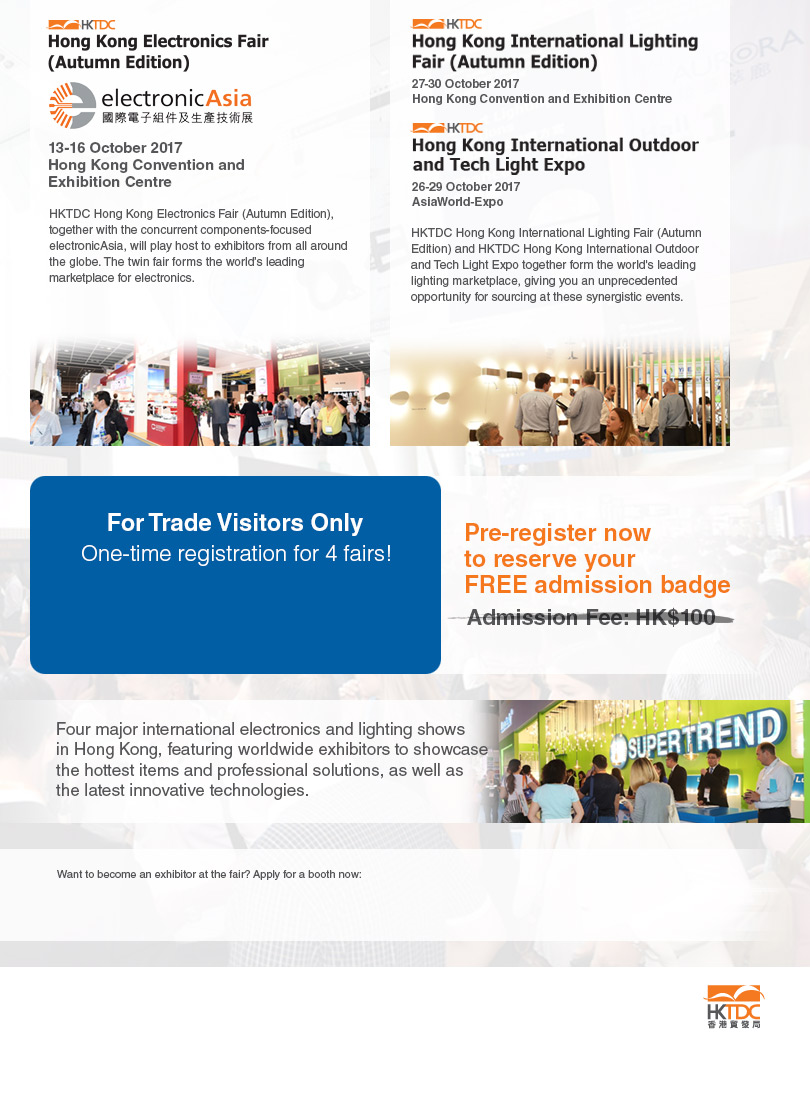 HKTDC
Hong Kong Electronics Fair
(Autumn Edition)
electronicAsia
國際電子組件及生產技術展
13-16 October 2017
Hong Kong Convention and
Exhibition Centre
HKTDC Hong Kong Electronics Fair (Autumn Edition),
together with the concurrent components-focused
electronicAsia, will play host to exhibitors from all around
the globe. The twin fair forms the world's leading
marketplace for electronics.
HKTDC
Hong Kong International Lighting
Fair (Autumn Edition)
27-30 October 2017
Hong Kong Convention and Exhibition Centre
HKTDC
Hong Kong International Outdoor
and Tech Light Expo
26-29 October 2017
AsiaWorld-Expo
HKTDC Hong Kong International Lighting Fair (Autumn
Edition) and HKTDC Hong Kong International Outdoor
and Tech Light Expo together form the world's leading
lighting marketplace, giving you an unprecedented
opportunity for sourcing at these synergistic events.
AURORA
For Trade Visitors Only
One-time registration for 4 fairs!
Pre-register now
to reserve your
FREE admission badge
Admission Fee: HK$100
Four major international electronics and lighting shows
in Hong Kong, featuring worldwide exhibitors to showcase
the hottest items and professional solutions, as well as
the latest innovative technologies.
SUPERTREND
Want to become an exhibitor at the fair? Apply for a booth now:
HKTDC
香港貿發局